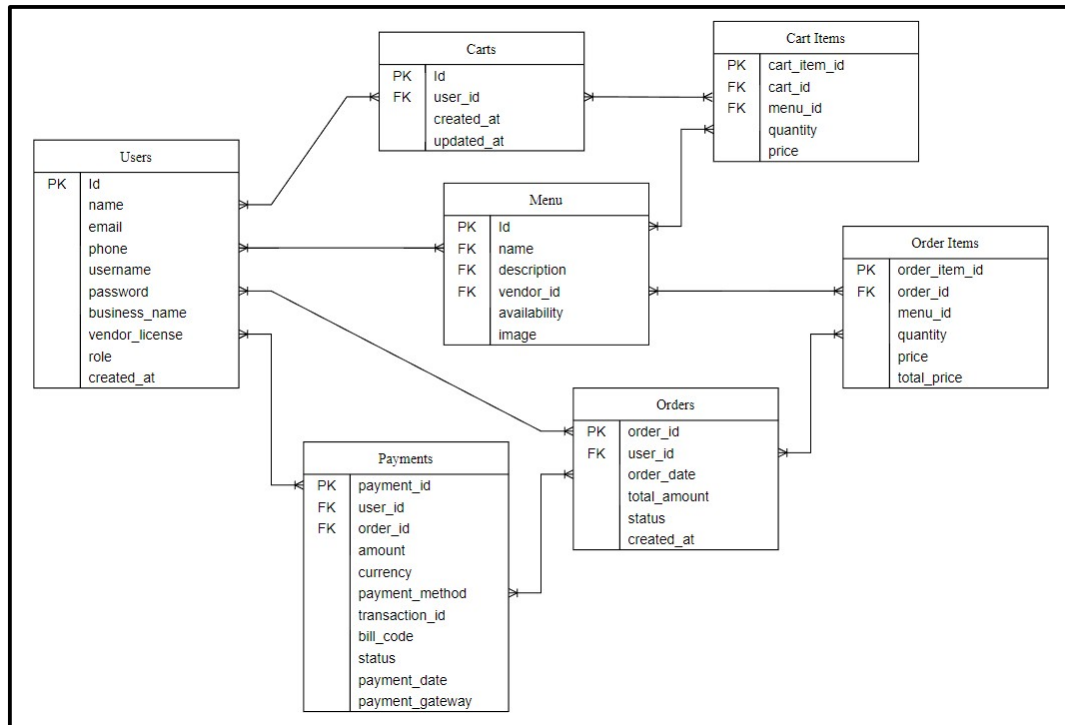 Carts
PK Id
FK user_id
created_at
updated_at
Cart Items
PK cart_item_id
FK cart_id
FK menu_id
quantity
price
Users
PK Id
name
email
phone
username
password
business_name
vendor_license
role
created_at
Menu
PK Id
FK name
FK description
FK vendor_id
availability
image
Order Items
PK order_item_id
FK order_id
menu_id
quantity
price
total_price
Orders
PK order_id
FK user_id
order_date
total_amount
status
created_at
Payments
PK payment_id
FK user_id
FK order_id
amount
currency
payment_method
transaction_id
bill_code
status
payment_date
payment_gateway